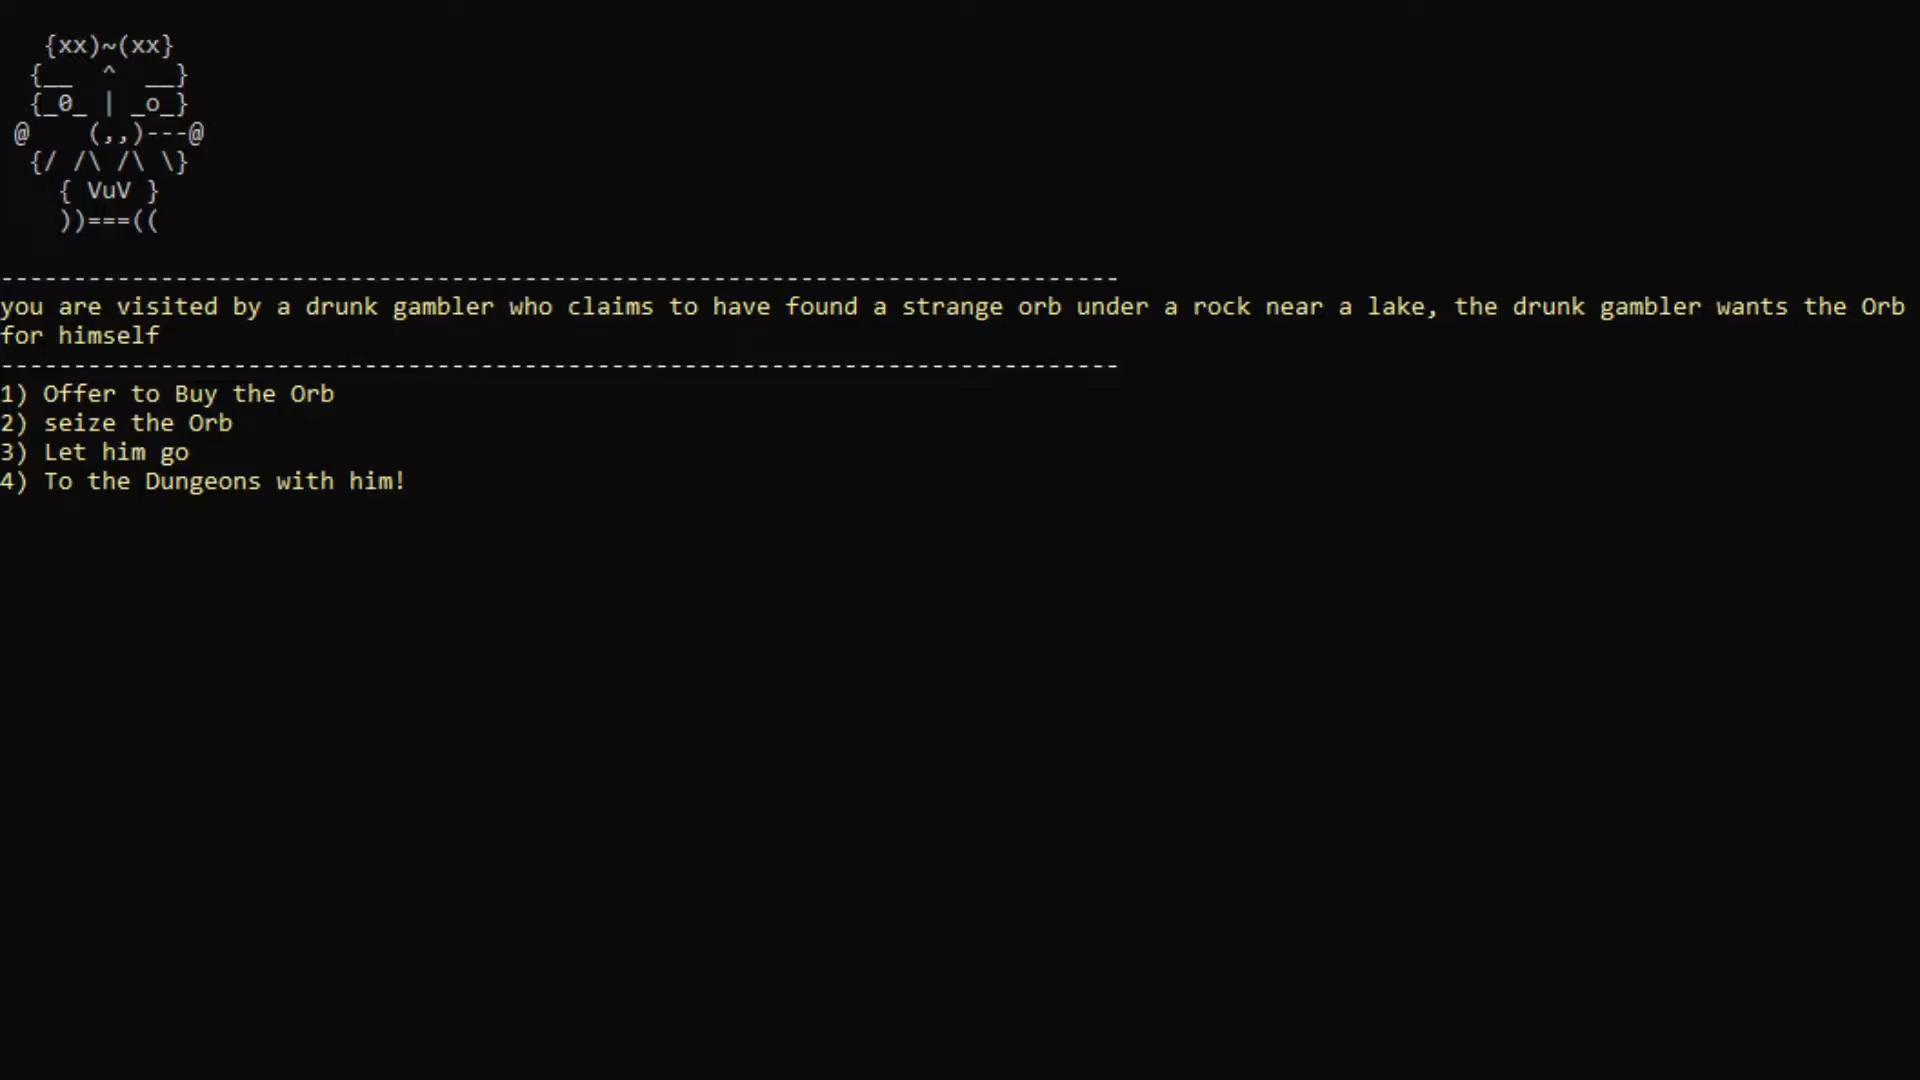 {xx)~(xx}
{__  ^  __}
{_0_ | _o_}
@    (,,)---@
{/ /\ /\ \}
{ VuV }
))===((
-----------------------------------------------------------------------------
you are visited by a drunk gambler who claims to have found a strange orb under a rock near a lake, the drunk gambler wants the Orb
for himself
-----------------------------------------------------------------------------
1) Offer to Buy the Orb
2) seize the Orb
3) Let him go
4) To the Dungeons with him!